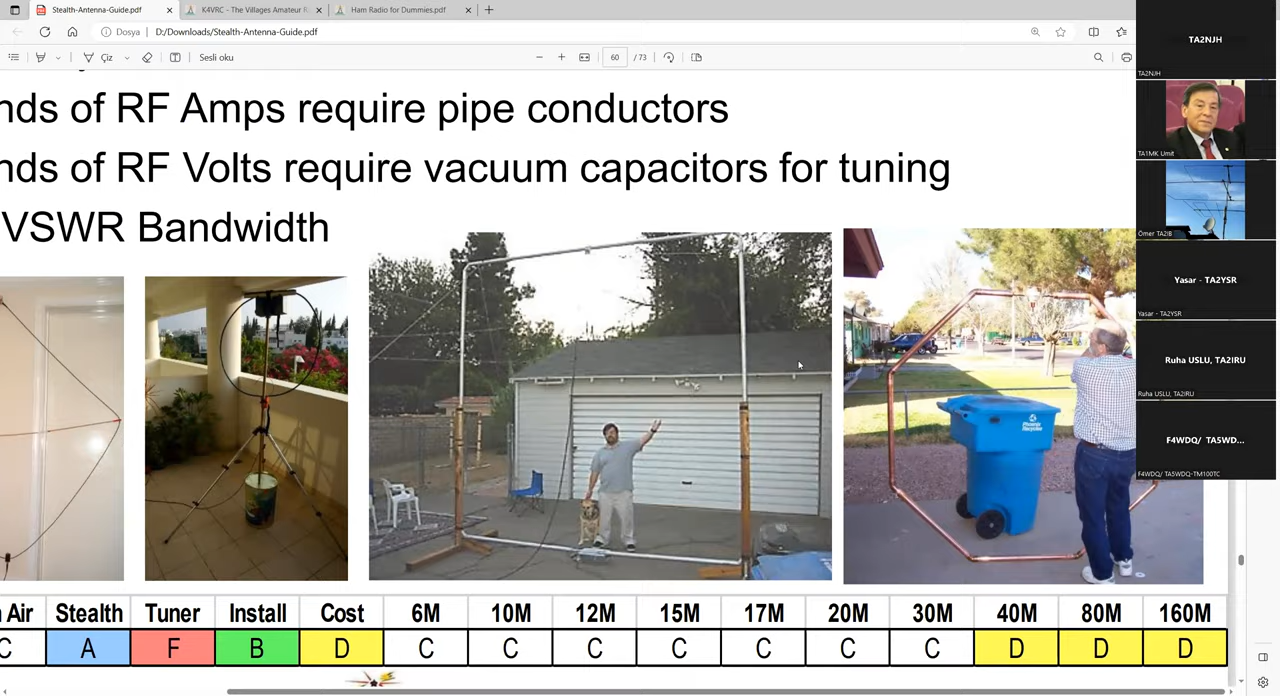 Stealth-Antenna-Guide.pdf
K4VRC - The Villages Amateur R
Ham Radio for Dummies.pdf
Dosya
D:/Downloads/Stealth-Antenna-Guide.pdf
Çiz
Sesli oku
60 / 73
nds of RF Amps require pipe conductors
nds of RF Volts require vacuum capacitors for tuning
VSWR Bandwidth
Air Stealth Tuner Install Cost 6M 10M 12M 15M 17M 20M 30M 40M 80M 160M
C A F B D C C C C C C C D D D
TA2NJH
TA2NJH
TA1MK Umit
Ömer TA2IB
Yasar - TA2YSR
Yasar - TA2YSR
Ruha USLU, TA2IRU
Ruha USLU, TA2IRU
F4WDQ/ TA5WD...
F4WDQ/ TA5WDQ-TM100TC